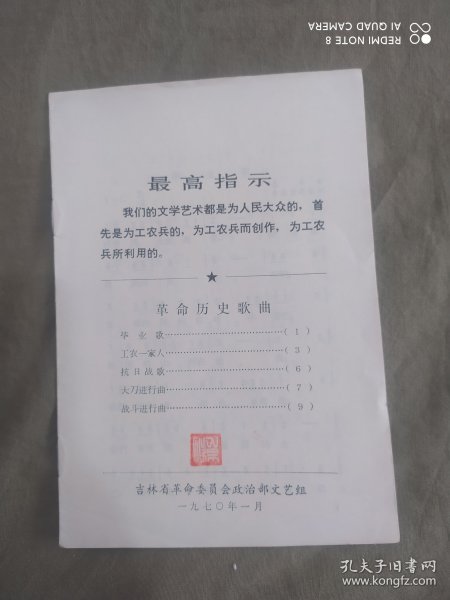 REDMI NOTE 8
AI QUAD CAMERA
最高指示
我们的文学艺术都是为人民大众的，首
先是为工农兵的，为工农兵而创作，为工农
兵所利用的。
革命历史歌曲
毕业歌……………………………(1)
工农一家人……………………………(3)
抗日战歌……………………………(6)
大刀进行曲……………………………(7)
战斗进行曲……………………………(9)
吉林省革命委员会政治部文艺组
一九七〇年一月
孔夫子旧书网
www.kongfz.com